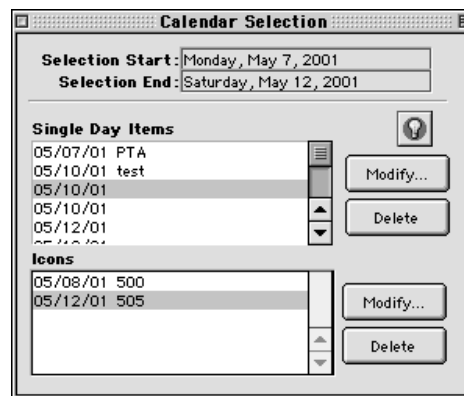 Calendar Selection
Selection Start: Monday, May 7, 2001
Selection End: Saturday, May 12, 2001
Single Day Items
05/07/01 PTA
05/10/01 test
05/10/01
05/10/01
05/12/01
Modify...
Delete
Icons
05/08/01 500
05/12/01 505
Modify...
Delete